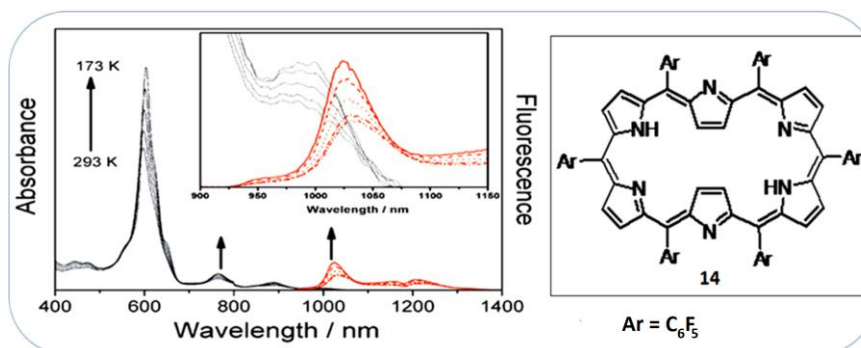 Absorbance
173 K
293 K
900 950 1000 1050 1100 1150
Wavelength / nm
Fluorescence
400 600 800 1000 1200 1400
Wavelength / nm
Ar Ar
N
NH N
Ar Ar
N HN
N
Ar Ar
14
Ar = C₆F₅